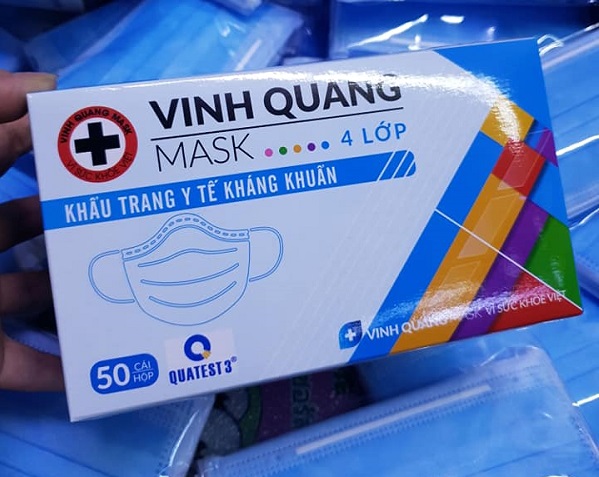 VINH QUANG MASK
VÌ SỨC KHỎE VIỆT
VINH QUANG
MASK
4 LỚP
KHẨU TRANG Y TẾ KHÁNG KHUẨN
50 CÁI
HỘP
QUATEST 3®
VINH QUANG MASK VÌ SỨC KHỎE VIỆT